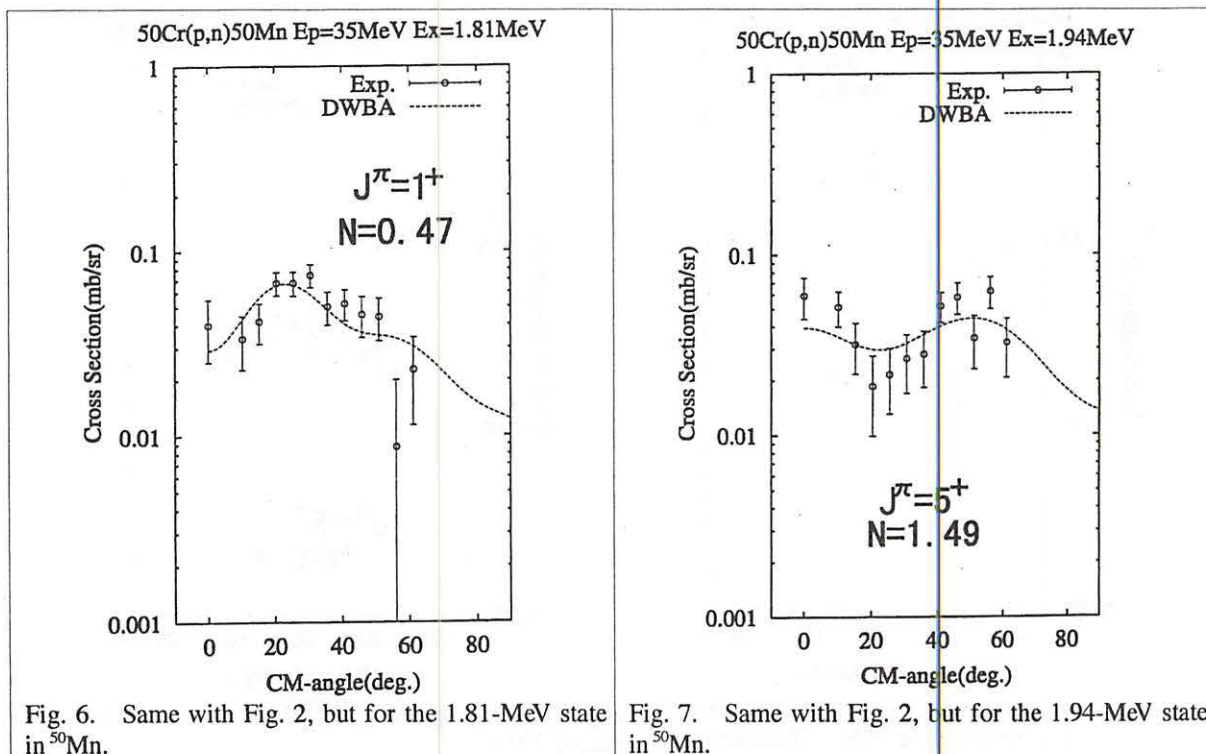 50Cr(p,n)50Mn Ep=35MeV Ex=1.81MeV
1
Exp.
DWBA
J^π=1^+
N=0.47
0.1
0.01
0.001
Cross Section(mb/sr)
0 20 40 60 80
CM-angle(deg.)
Fig. 6. Same with Fig. 2, but for the 1.81-MeV state
in ^50Mn.
50Cr(p,n)50Mn Ep=35MeV Ex=1.94MeV
1
Exp.
DWBA
0.1
0.01
J^π=5^+
N=1.49
0.001
Cross Section(mb/sr)
0 20 40 60 80
CM-angle(deg.)
Fig. 7. Same with Fig. 2, but for the 1.94-MeV state
in ^50Mn.